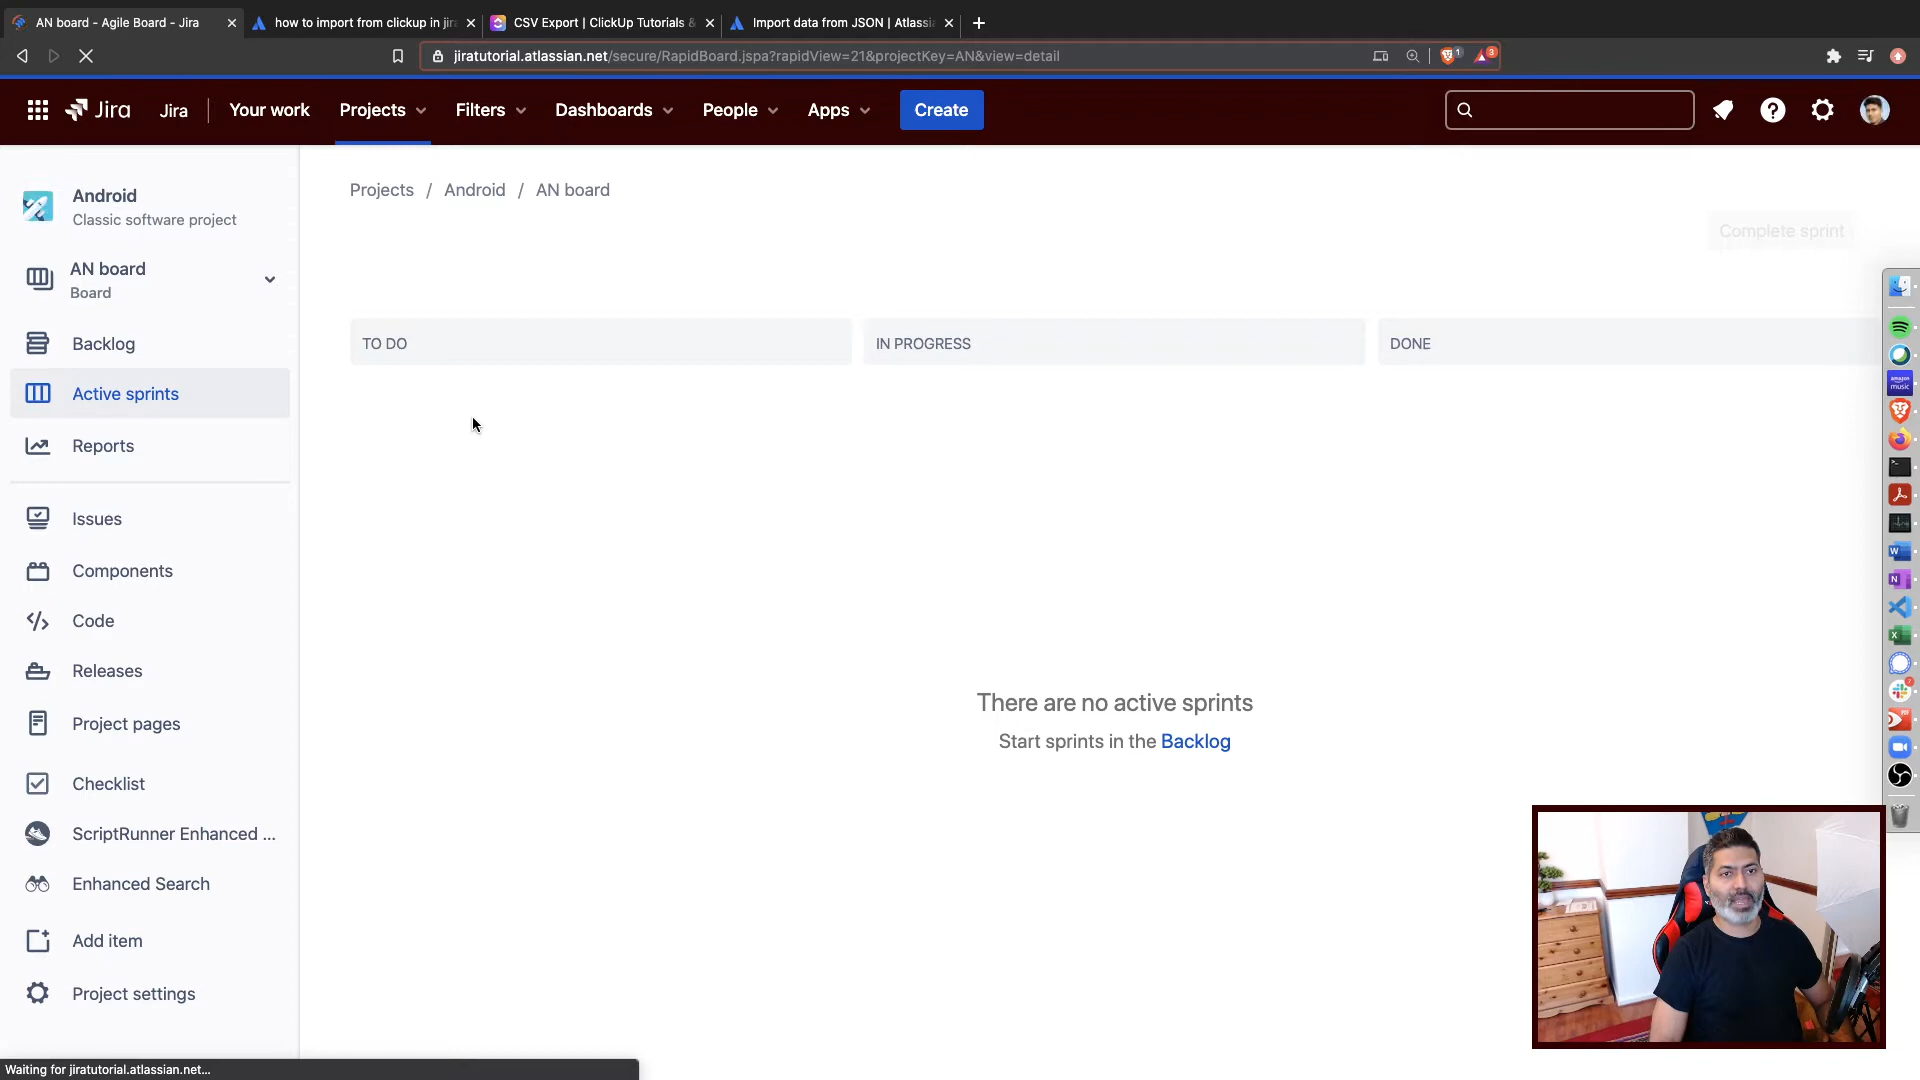 AN board - Agile Board - Jira
how to import from clickup in jir
CSV Export | ClickUp Tutorials &
Import data from JSON | Atlassi
jiratutorial.atlassian.net/secure/RapidBoard.jspa?rapidView=21&projectKey=AN&view=detail
1
3
Jira
Jira
Your work
Projects
Filters
Dashboards
People
Apps
Create
Android
Classic software project
AN board
Board
Backlog
Active sprints
Reports
Issues
Components
Code
Releases
Project pages
Checklist
ScriptRunner Enhanced ...
Enhanced Search
Add item
Project settings
Projects / Android / AN board
Complete sprint
TO DO
IN PROGRESS
DONE
There are no active sprints
Start sprints in the Backlog
Waiting for jiratutorial.atlassian.net...